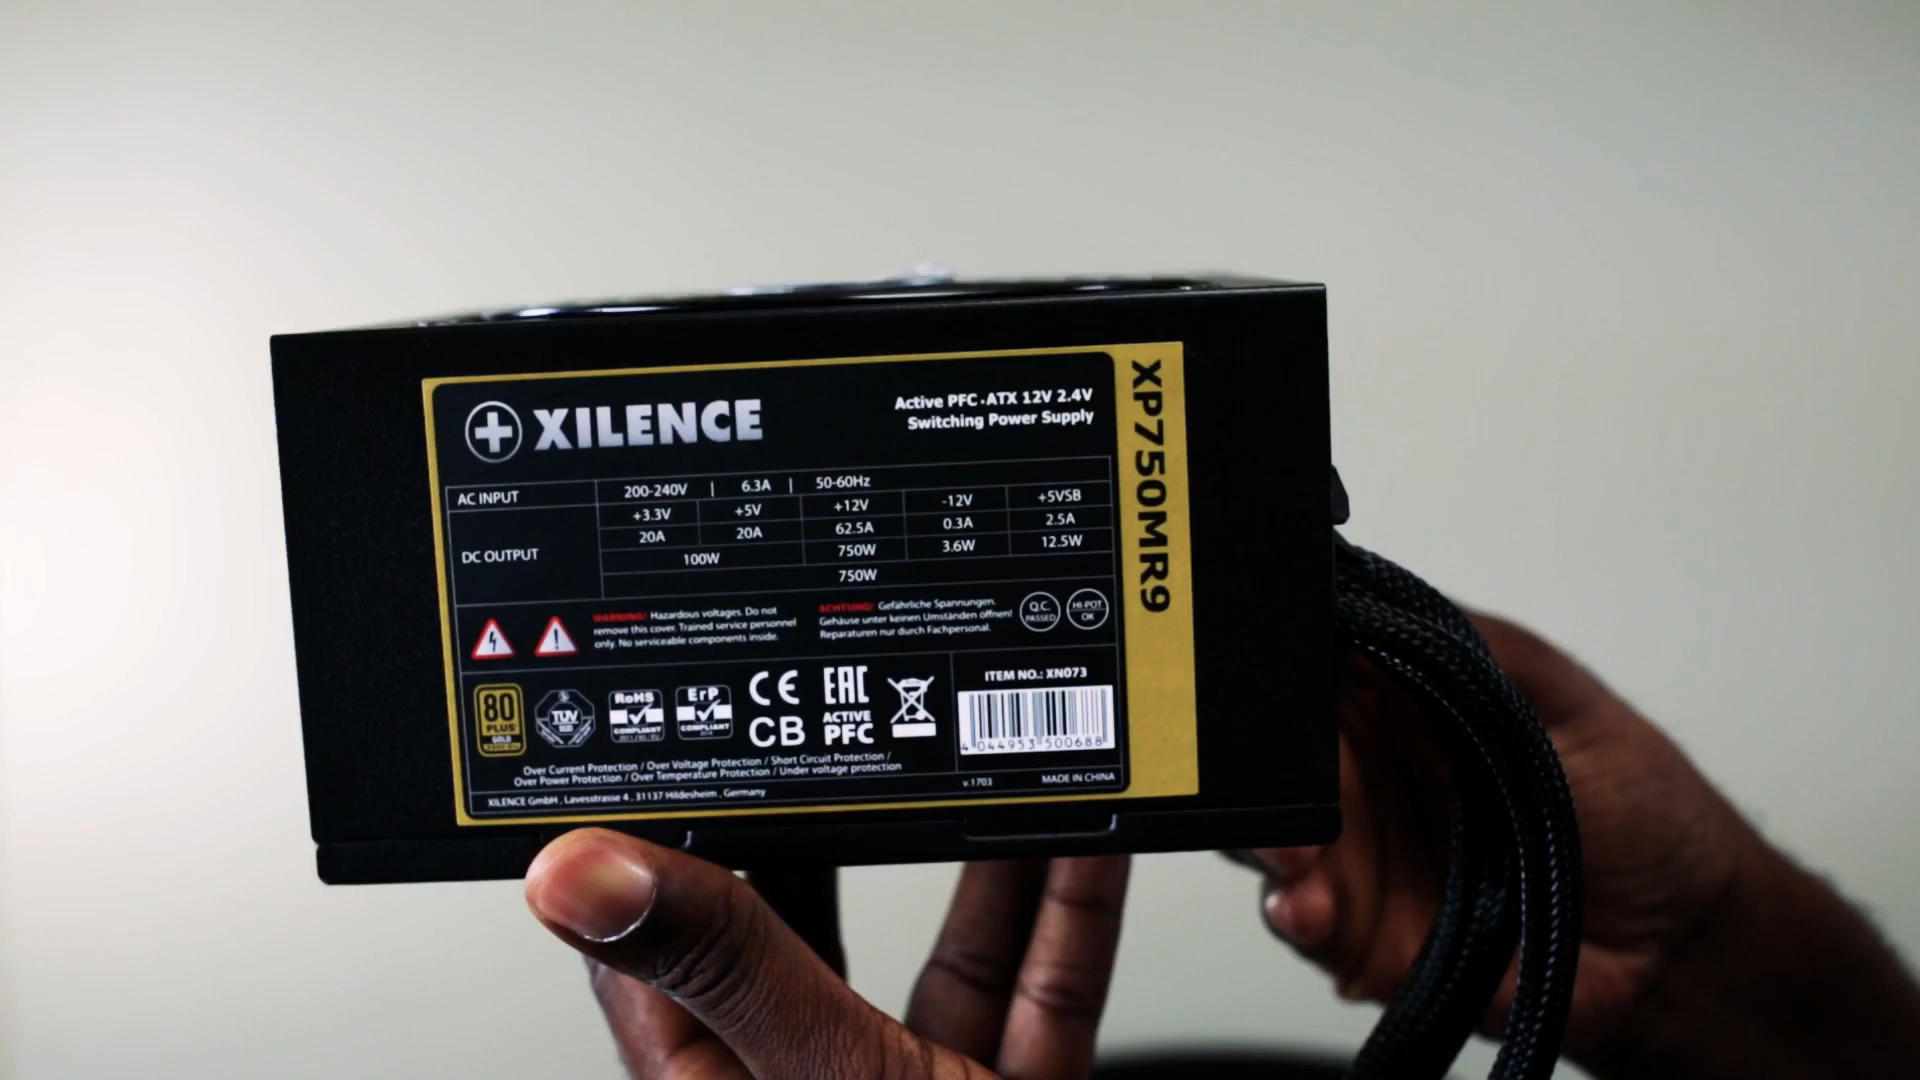 XILENCE
Active PFC . ATX 12V 2.4V
Switching Power Supply
XP750MR9
AC INPUT 200-240V | 6.3A | 50-60Hz
DC OUTPUT
+3.3V +5V +12V -12V +5VSB
20A 20A 62.5A 0.3A 2.5A
100W 750W 3.6W 12.5W
750W
WARNING! Hazardous voltages. Do not
remove this cover. Trained service personnel
only. No serviceable components inside.
ACHTUNG! Gefährliche Spannungen.
Gehäuse unter keinen Umständen öffnen!
Reparaturen nur durch Fachpersonal.
Q.C.
PASSED
HI-POT
OK
80
PLUS
GOLD
TÜV
SÜD
RoHS
COMPLIANT
ErP
COMPLIANT
CE
CB
EAC
ACTIVE
PFC
ITEM NO.: XN073
4 044953 500688
Over Current Protection / Over Voltage Protection / Short Circuit Protection /
Over Power Protection / Over Temperature Protection / Under voltage protection
XILENCE GmbH , Lavesstrasse 4 , 31137 Hildesheim , Germany
v.1703
MADE IN CHINA